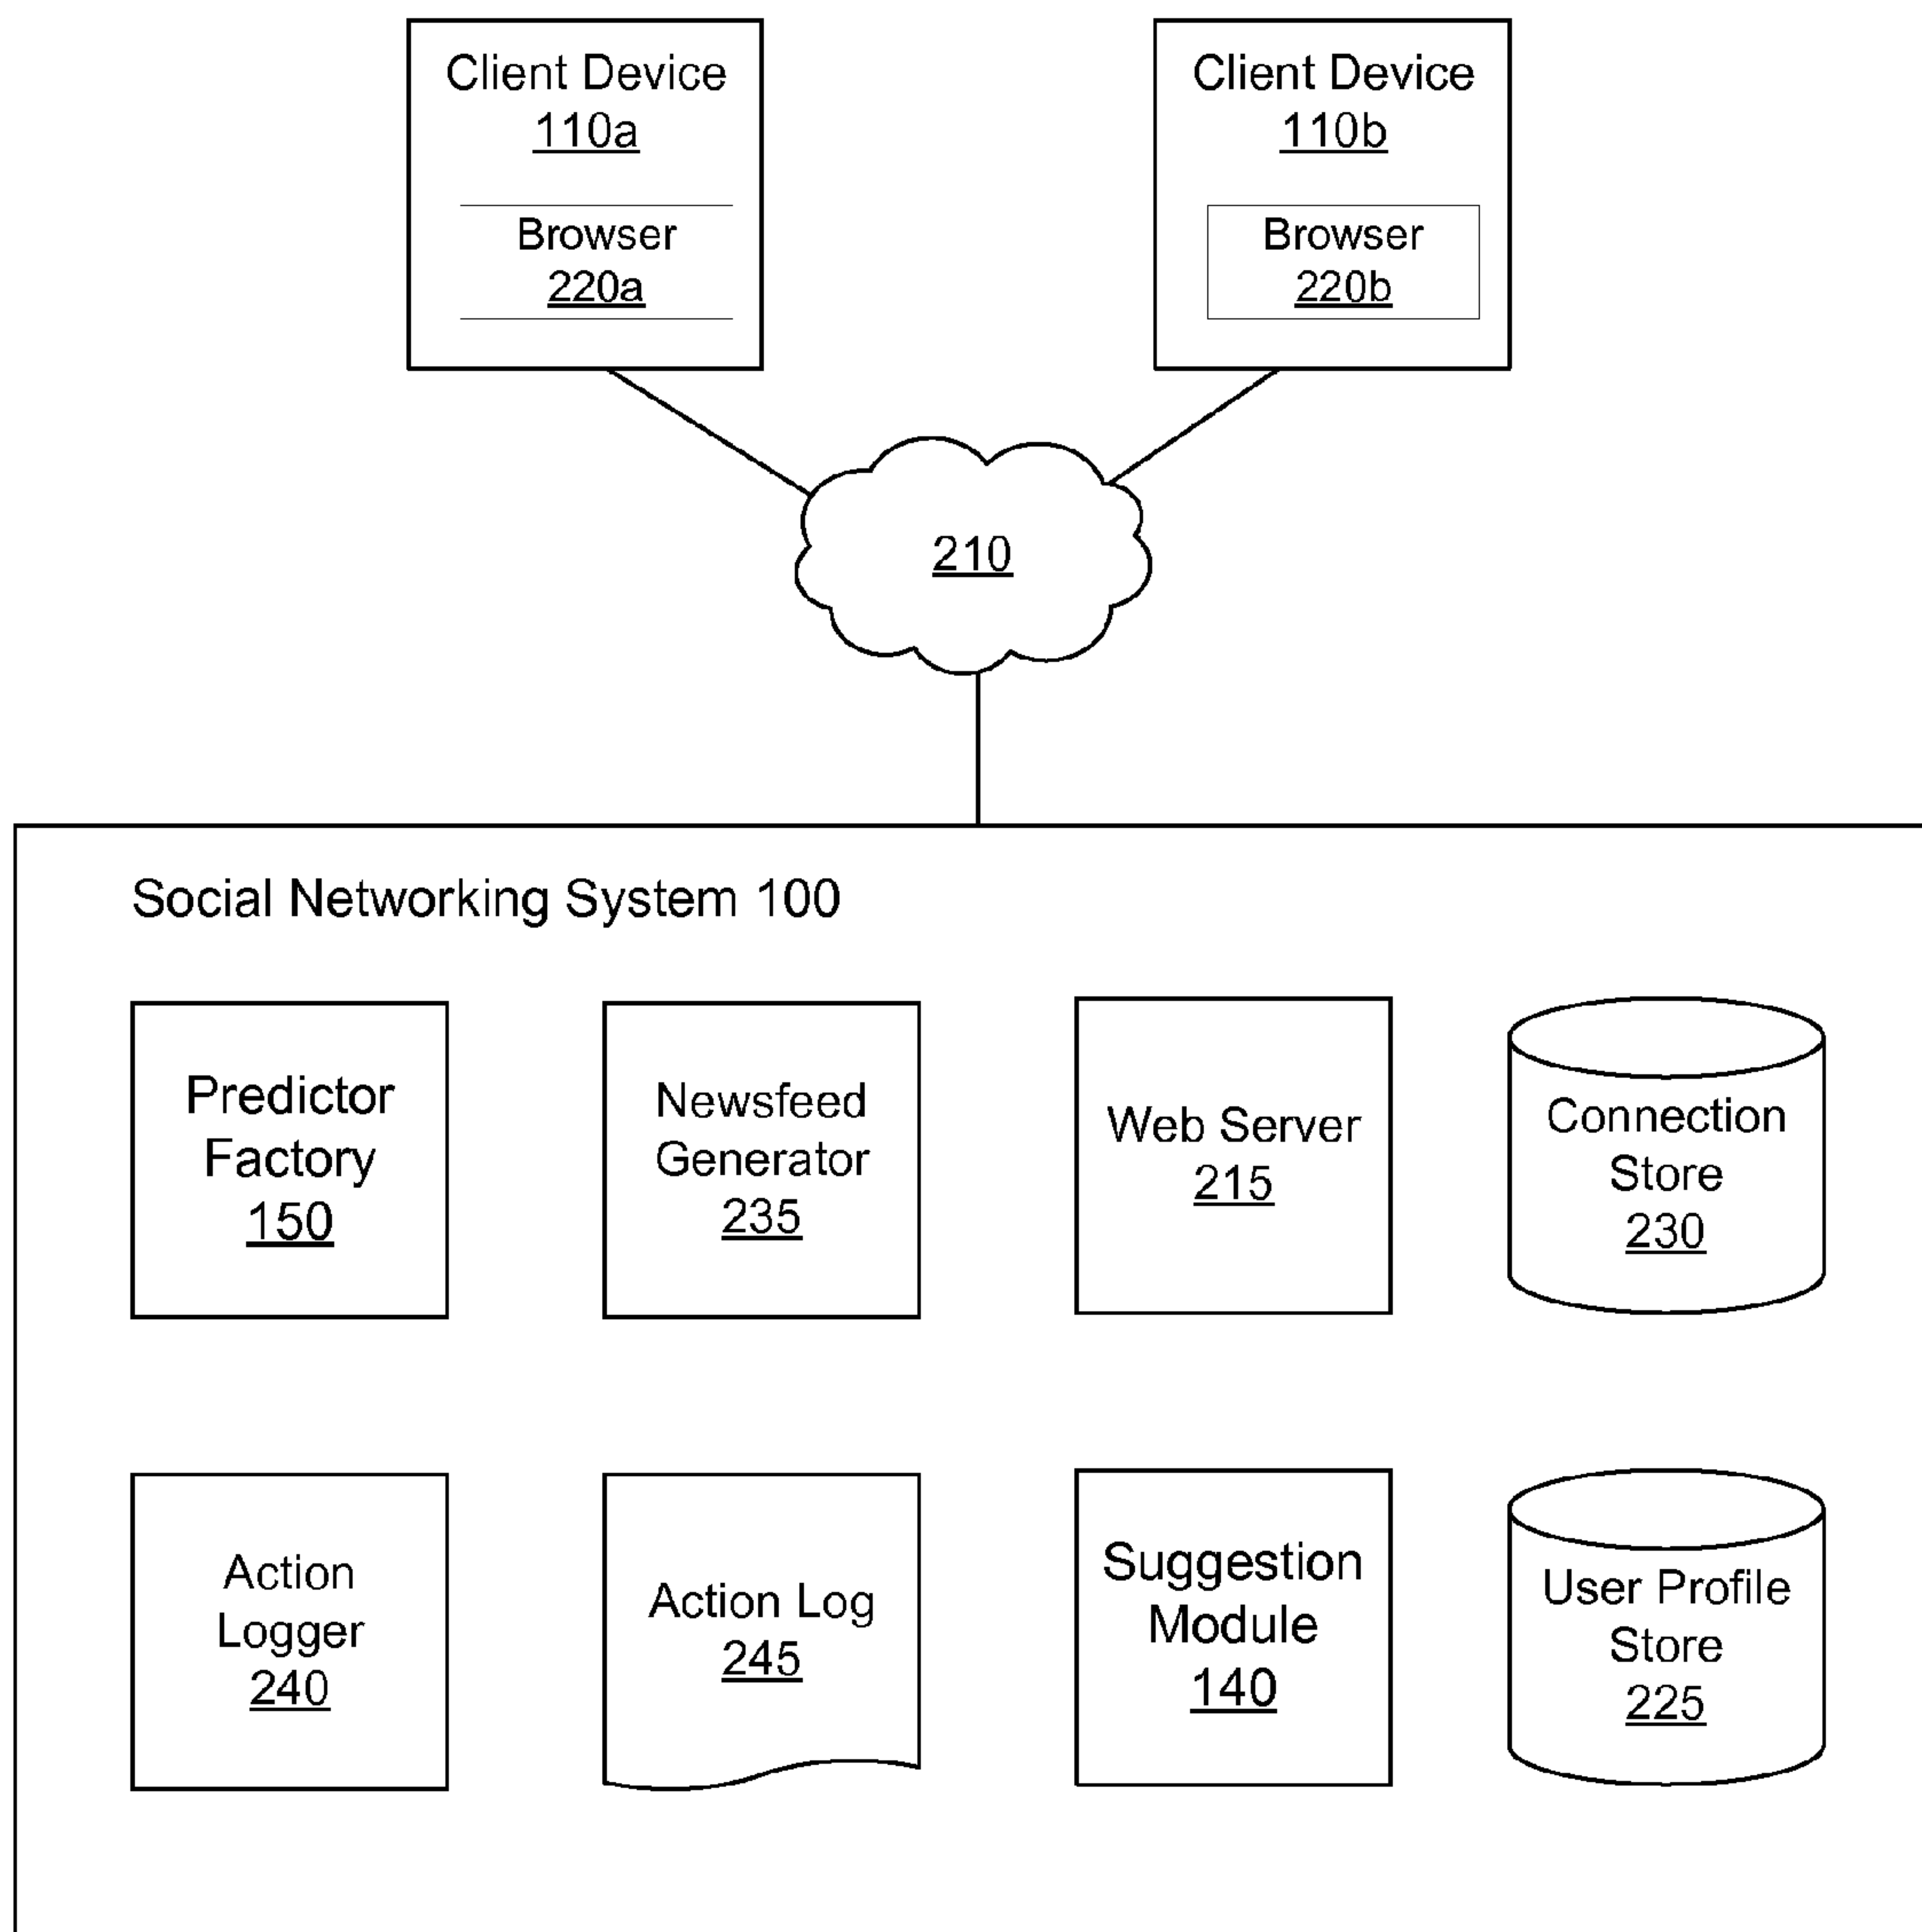 Client Device
110a
Browser
220a
Client Device
110b
Browser
220b
210
Social Networking System 100
Predictor
Factory
150
Newsfeed
Generator
235
Web Server
215
Connection
Store
230
Action
Logger
240
Action Log
245
Suggestion
Module
140
User Profile
Store
225